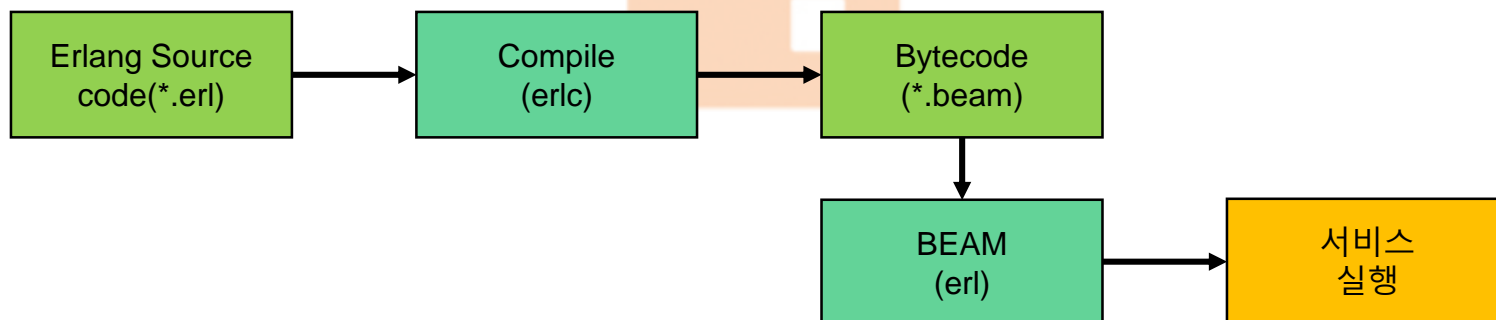 Erlang Source
code(*.erl)
Compile
(erlc)
Bytecode
(*.beam)
BEAM
(erl)
서비스
실행